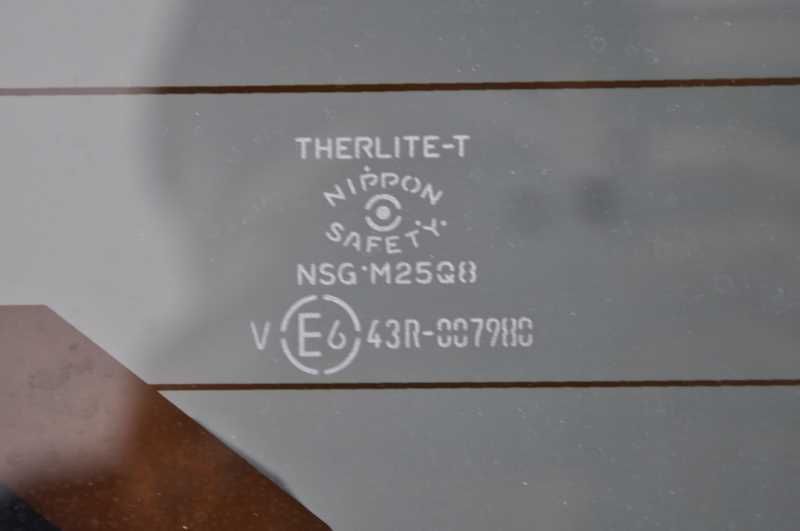 THERLITE-T
NIPPON
SAFETY
NSG·M25Q8
V E6 43R-007980